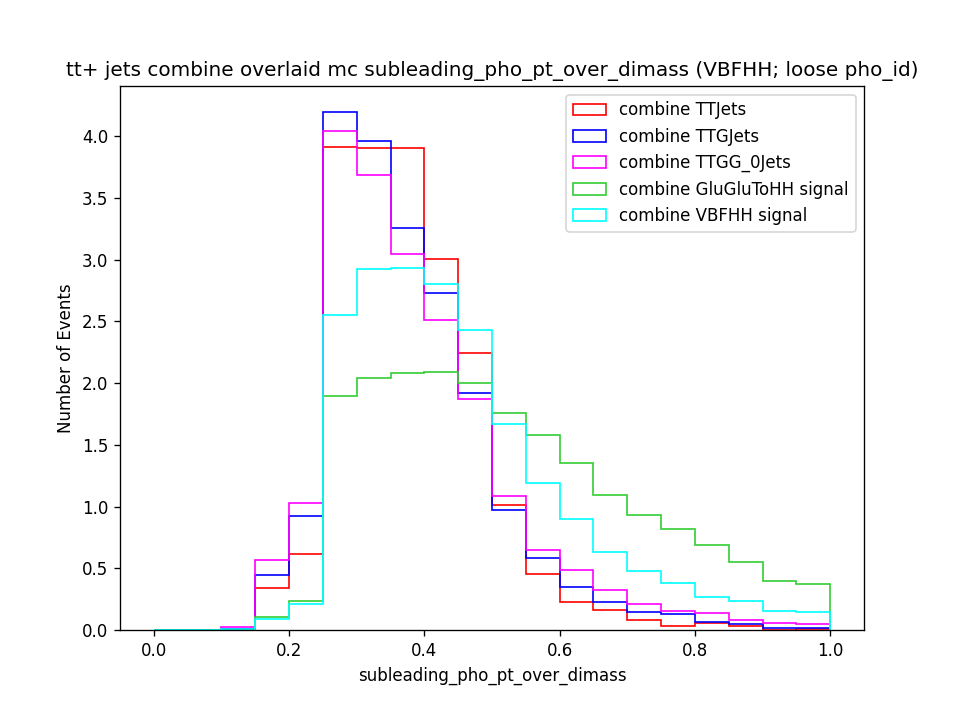 tt+ jets combine overlaid mc subleading_pho_pt_over_dimass (VBFHH; loose pho_id)
combine TTJets
combine TTGJets
combine TTGG_0Jets
combine GluGluToHH signal
combine VBFHH signal
Number of Events
4.0
3.5
3.0
2.5
2.0
1.5
1.0
0.5
0.0
0.0 0.2 0.4 0.6 0.8 1.0
subleading_pho_pt_over_dimass